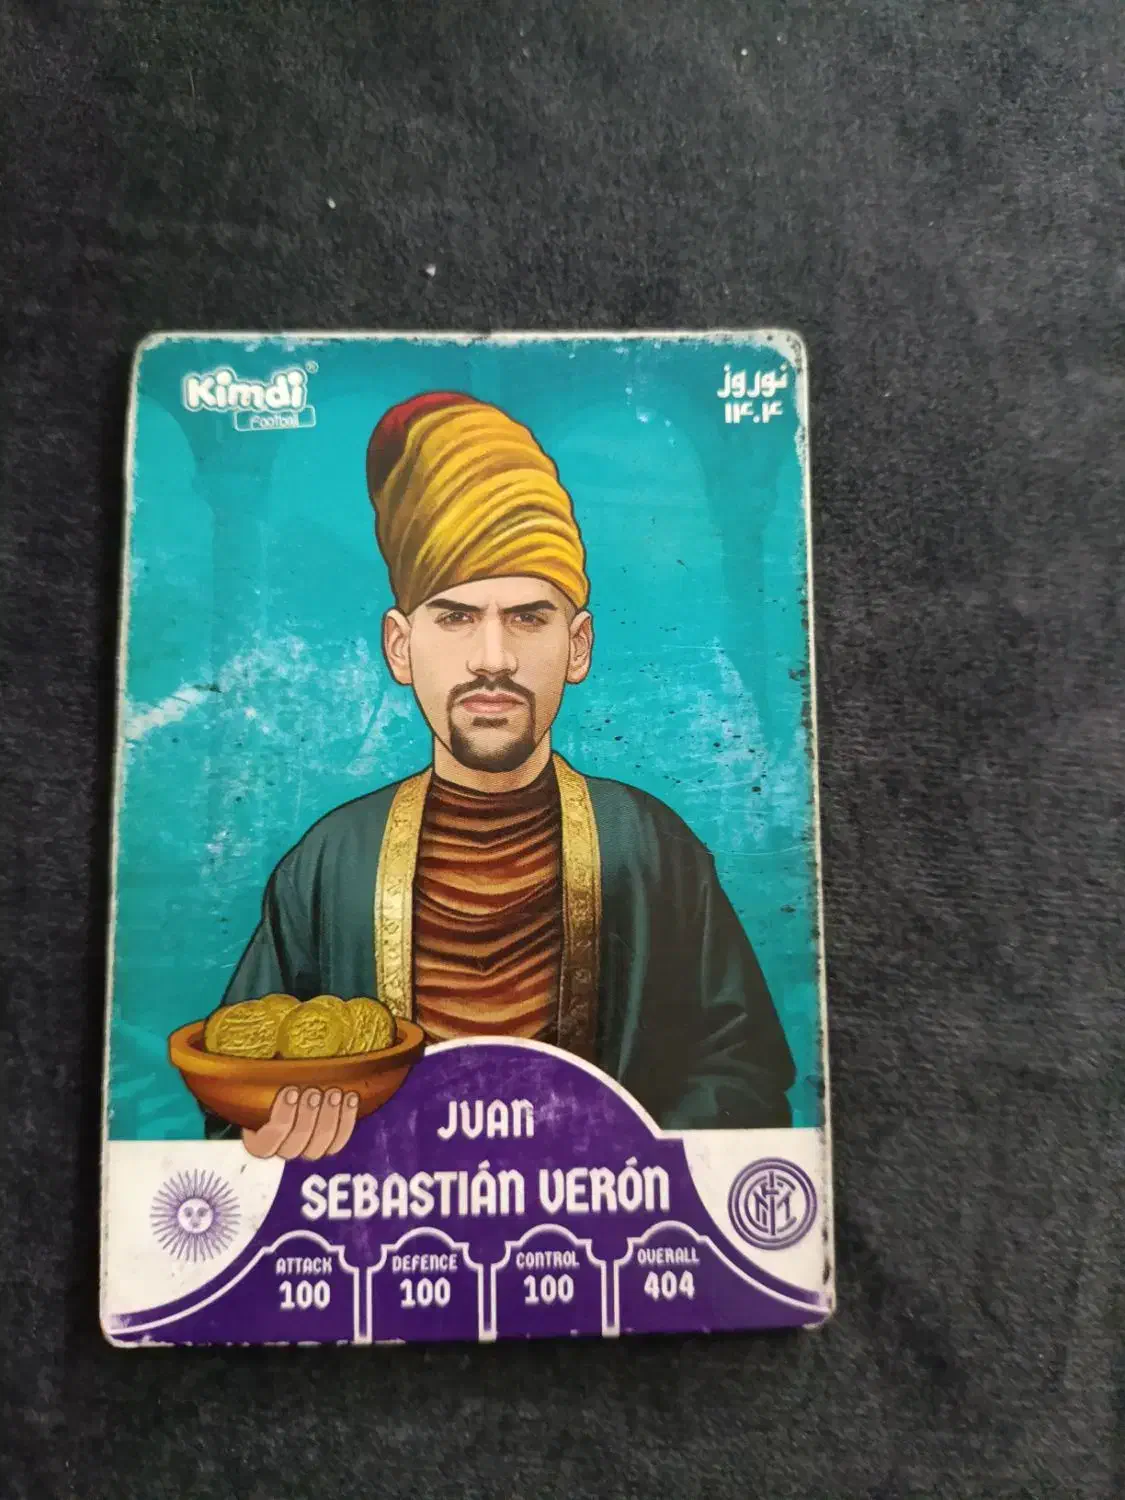 Kimdi®
Football
نوروز
۱۴۰۴
JUAN
SEBASTIÁN VERÓN
ATTACK
100
DEFENCE
100
CONTROL
100
OVERALL
404